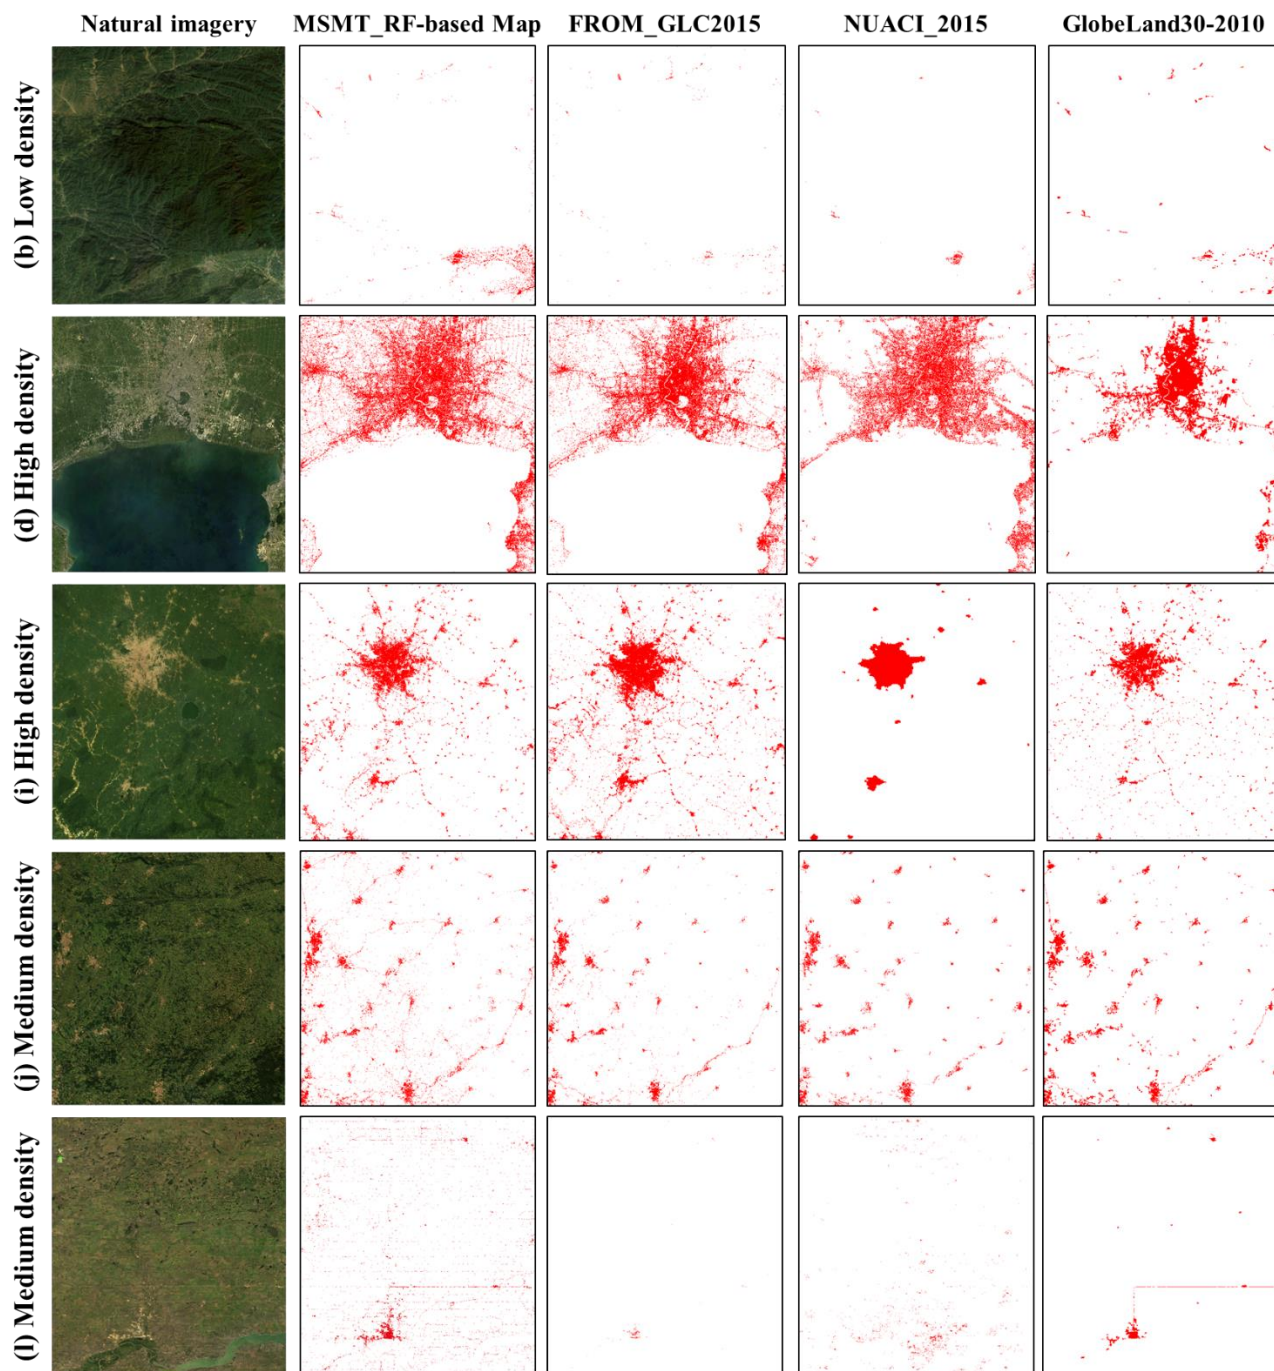 Natural imagery MSMT_RF-based Map FROM_GLC2015 NUACI_2015 GlobeLand30-2010
(b) Low density
(d) High density
(i) High density
(j) Medium density
(l) Medium density